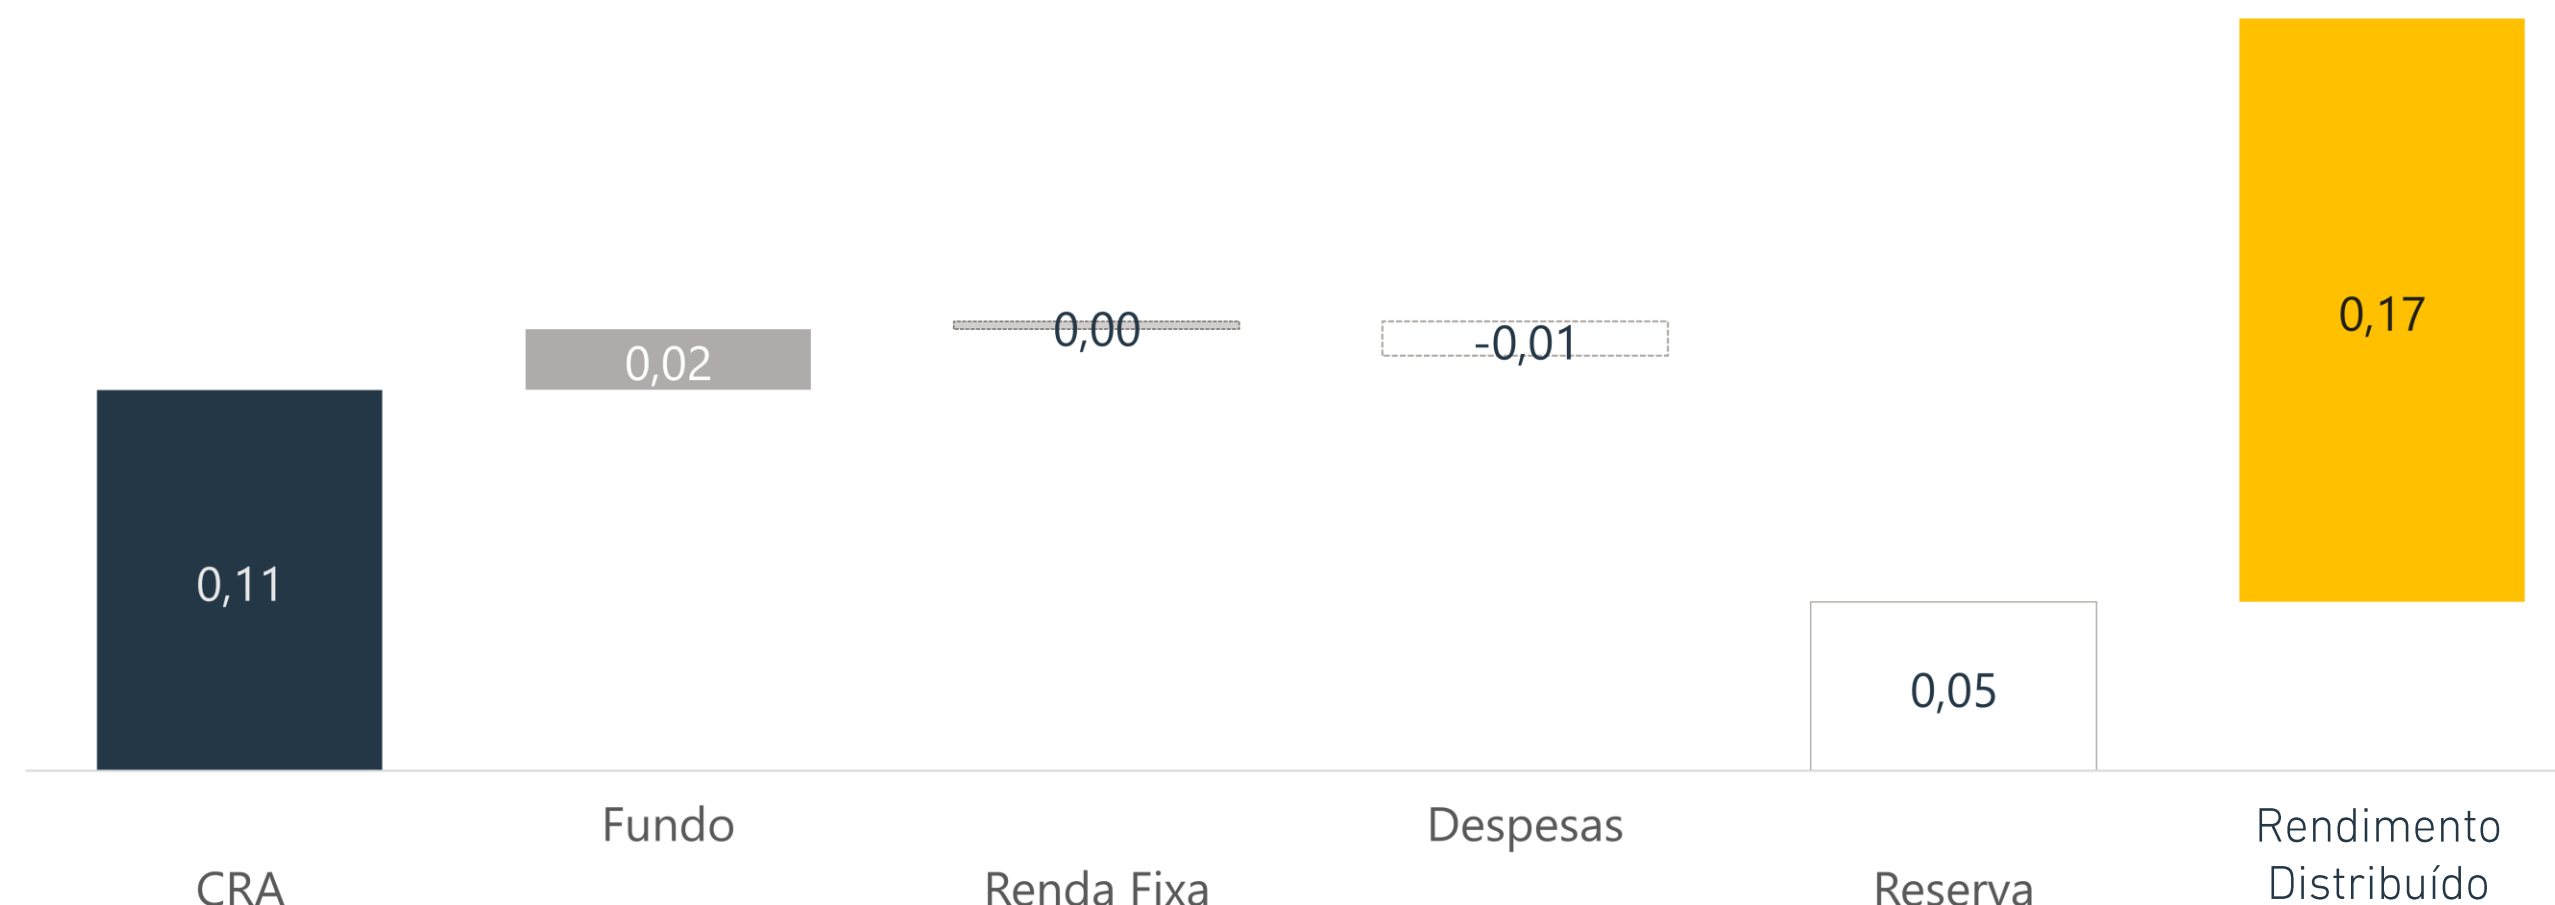 0,11
0,02
0,00
-0,01
0,05
0,17
CRA
Fundo
Renda Fixa
Despesas
Reserva
Rendimento
Distribuído